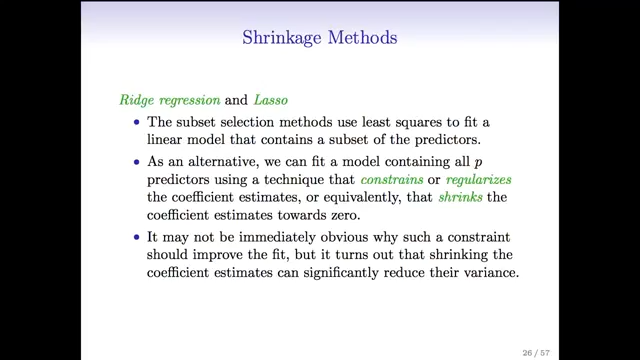 Shrinkage Methods
Ridge regression and Lasso
• The subset selection methods use least squares to fit a
linear model that contains a subset of the predictors.
• As an alternative, we can fit a model containing all p
predictors using a technique that constrains or regularizes
the coefficient estimates, or equivalently, that shrinks the
coefficient estimates towards zero.
• It may not be immediately obvious why such a constraint
should improve the fit, but it turns out that shrinking the
coefficient estimates can significantly reduce their variance.
26 / 57